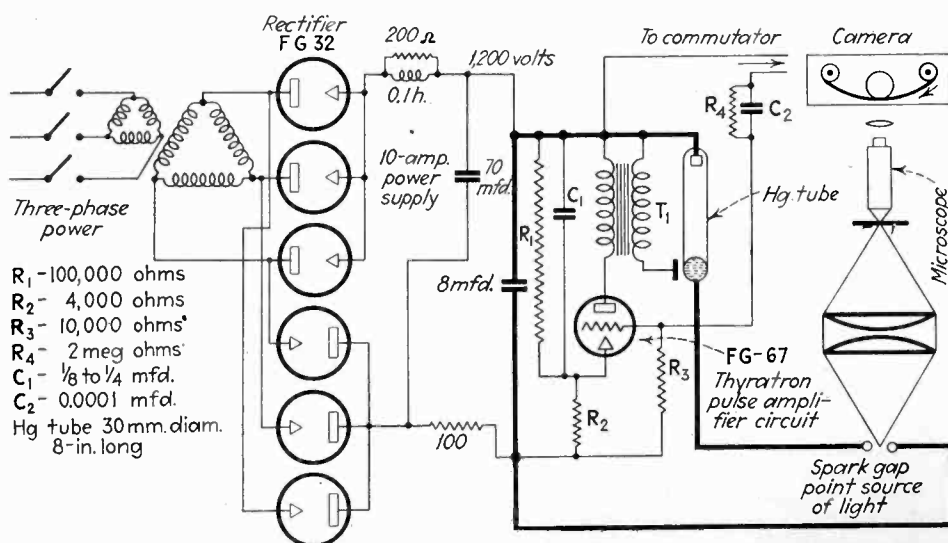 Rectifier
FG 32
200 Ω
0.1 h.
1,200 volts
To commutator
Camera
R4
C2
10-amp.
power
supply
70
mfd.
Three-phase
power
R1
C1
T1
Hg tube
Microscope
8 mfd.
R1-100,000 ohms
R2- 4,000 ohms
R3-10,000 ohms
R4- 2 meg ohms
C1- 1/8 to 1/4 mfd.
C2- 0.0001 mfd.
Hg tube 30 mm. diam.
8-in. long
100
R2
R3
FG-67
Thyratron
pulse ampli-
fier circuit
Spark gap
point source
of light